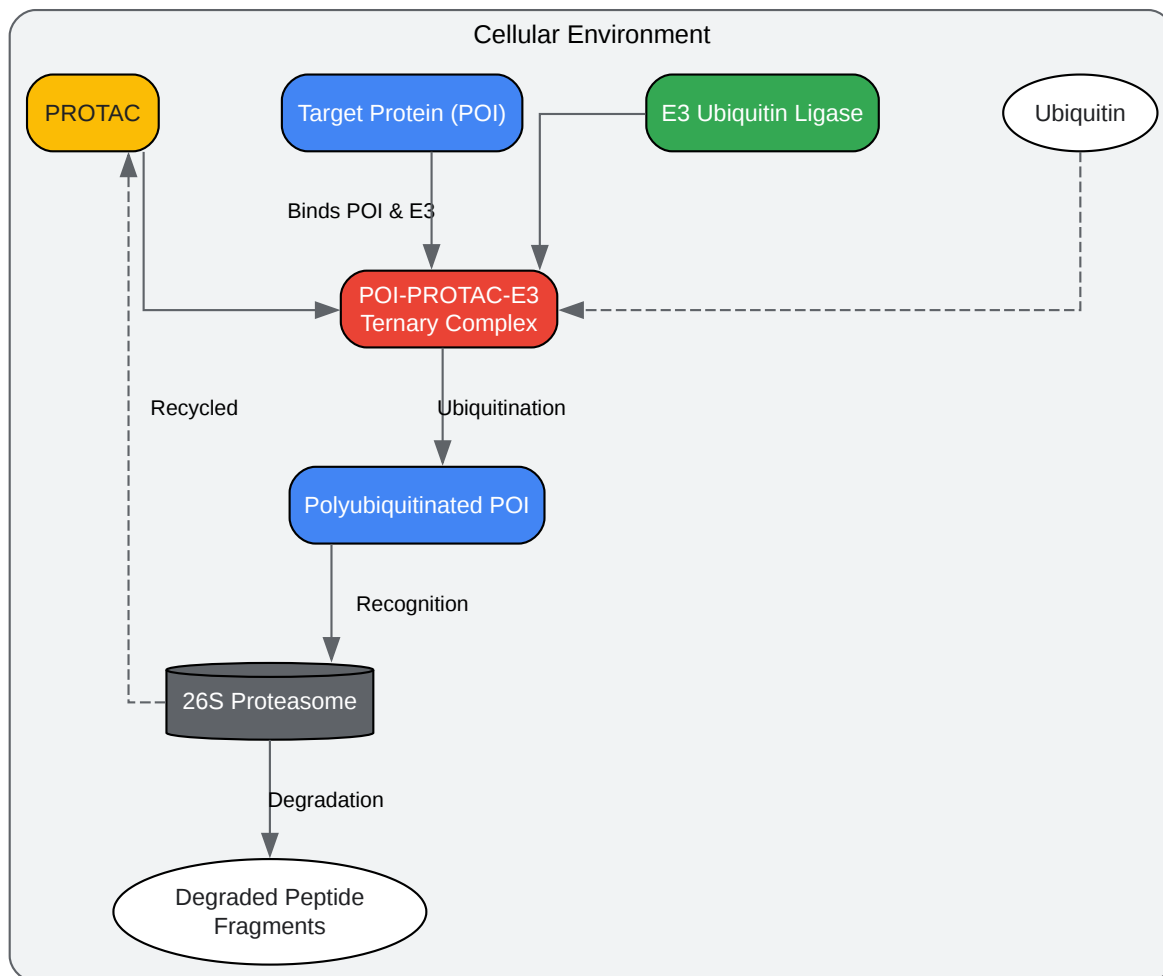 Cellular Environment
PROTAC
Target Protein (POI)
E3 Ubiquitin Ligase
Ubiquitin
Binds POI & E3
POI-PROTAC-E3
Ternary Complex
Recycled
Ubiquitination
Polyubiquitinated POI
Recognition
26S Proteasome
Degradation
Degraded Peptide
Fragments